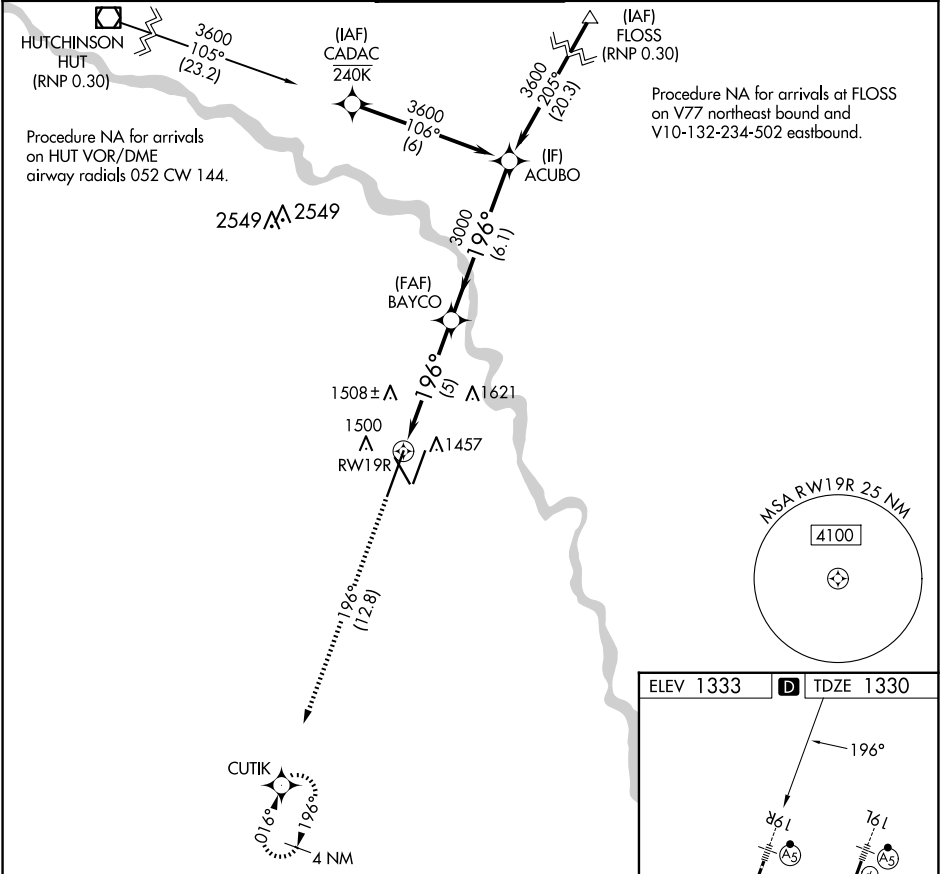 HUTCHINSON
HUT
(RNP 0.30)
3600
105°
(23.2)
(IAF)
CADAC
240K
3600
106°
(6)
(IAF)
FLOSS
(RNP 0.30)
3600
205°
(20.3)
Procedure NA for arrivals at FLOSS
on V77 northeast bound and
V10-132-234-502 eastbound.
Procedure NA for arrivals
on HUT VOR/DME
airway radials 052 CW 144.
(IF)
ACUBO
2549 2549
3000
196°
(6.1)
(FAF)
BAYCO
196°
(5)
1508± 1621
1500
1457
RW19R
MSA RW19R 25 NM
4100
196°
(12.8)
CUTIK
016°
196°
4 NM
ELEV 1333 D TDZE 1330
196°
19R
19L
A5
A5